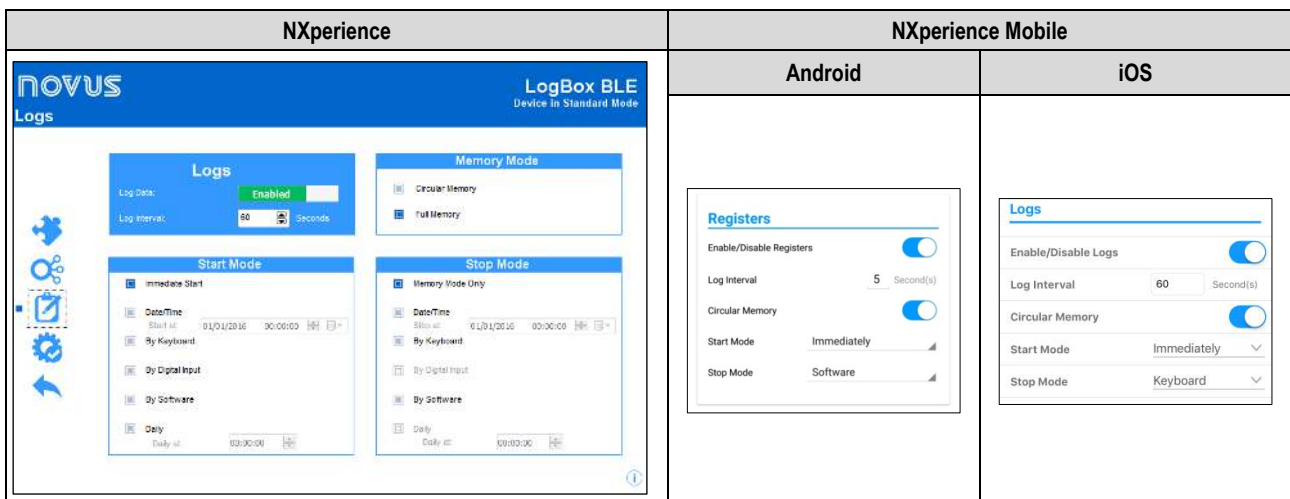 NXperience
NXperience Mobile
Android
iOS
NOVUS
LogBox BLE
Device in Standard Mode
Logs
Logs
Log Data:
Enabled
Log Interval:
60
Seconds
Memory Mode
Circular Memory
Full Memory
Start Mode
Immediate Start
Date/Time
Start at:
01/01/2016
00:00:00
By Keyboard
By Digital Input
By Software
Daily
Daily at:
00:00:00
Stop Mode
Memory Mode Only
Date/Time
Stop at:
01/01/2016
00:00:00
By Keyboard
By Digital Input
By Software
Daily
Daily at:
00:00:00
Registers
Enable/Disable Registers
Log Interval
5 Second(s)
Circular Memory
Start Mode
Immediately
Stop Mode
Software
Logs
Enable/Disable Logs
Log Interval
60
Second(s)
Circular Memory
Start Mode
Immediately
Stop Mode
Keyboard